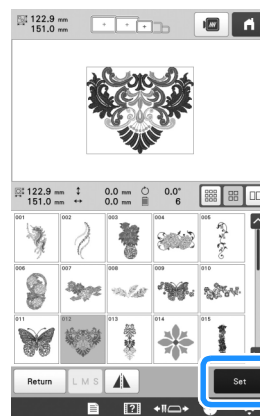 122.9 mm
151.0 mm
122.9 mm 0.0 mm 0.0°
151.0 mm 0.0 mm 6
001 002 003 004 005
006 007 008 009 010
011 012 013 014 015
Return L M S Set